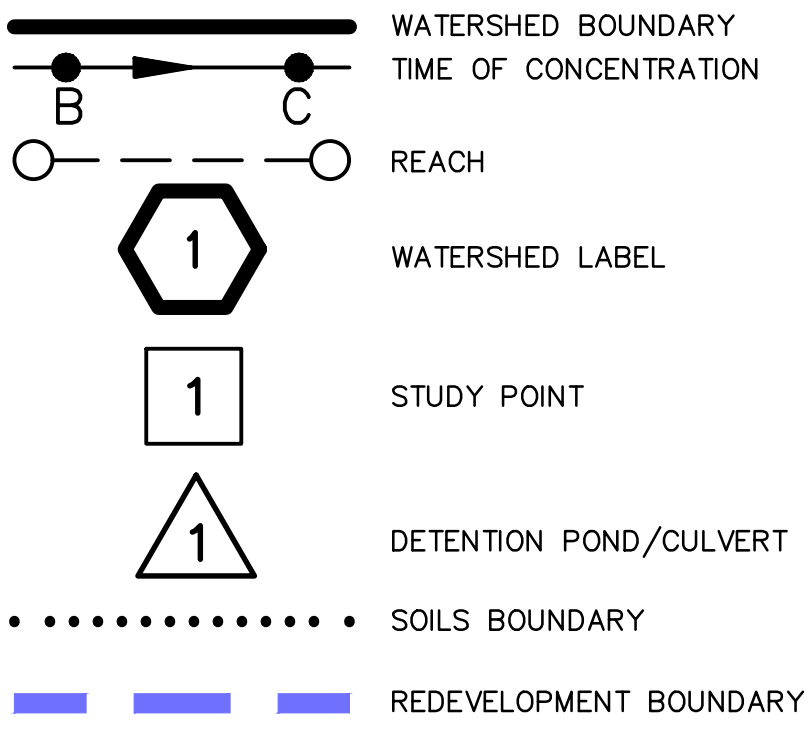 WATERSHED BOUNDARY
TIME OF CONCENTRATION
B C
REACH
1 WATERSHED LABEL
1 STUDY POINT
1 DETENTION POND/CULVERT
SOILS BOUNDARY
REDEVELOPMENT BOUNDARY